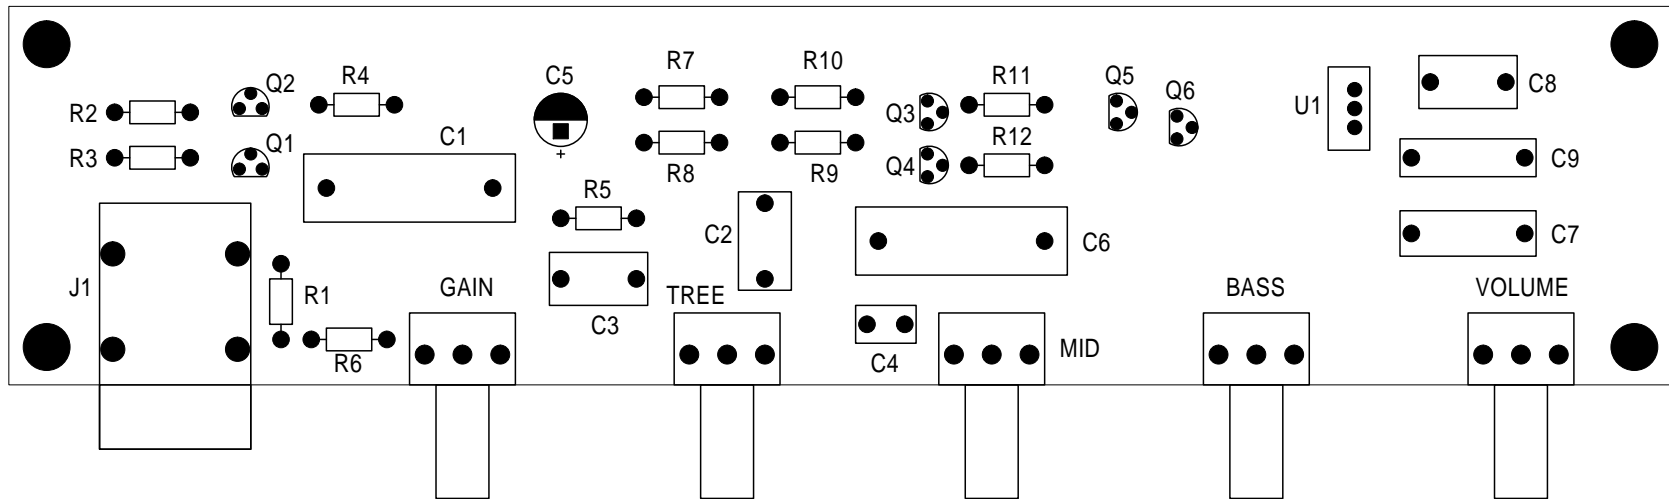 R2
R3
Q2
Q1
R4
C1
C5
+
R7
R8
R10
R9
Q3
Q4
R11
R12
Q5
Q6
U1
C8
C9
C7
R5
C2
C6
J1
R1
R6
GAIN
C3
TREE
C4
MID
BASS
VOLUME